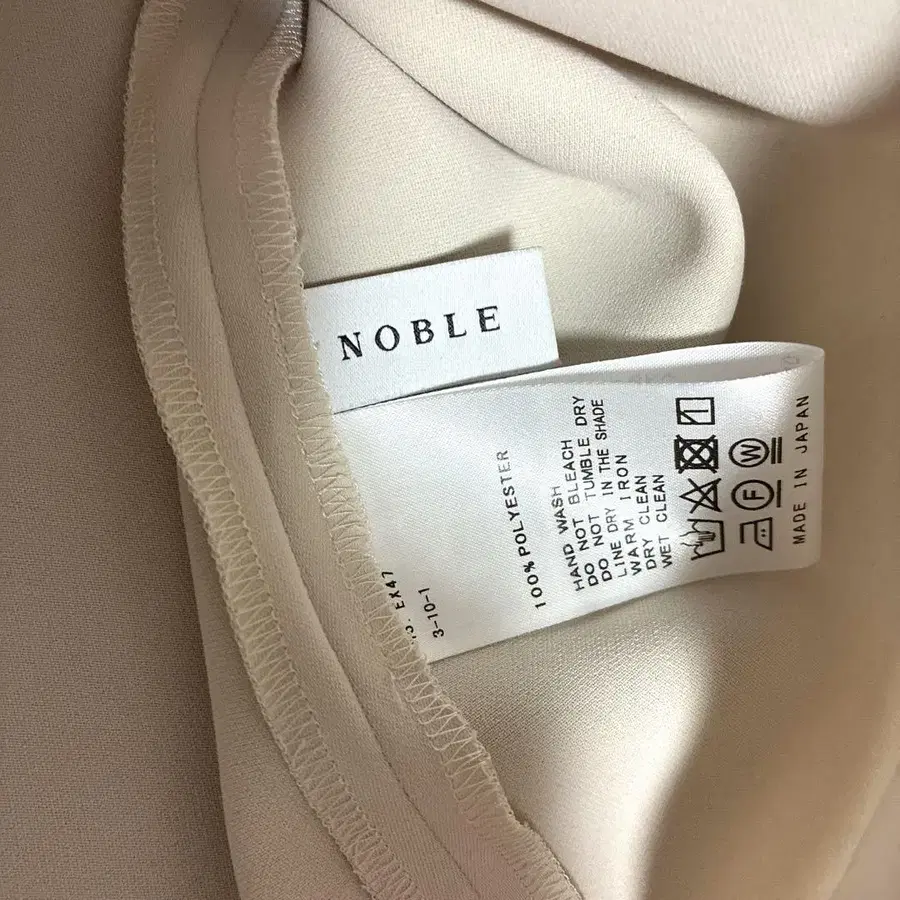 NOBLE
EX47
3-10-1
100% POLYESTER
HAND WASH
DO NOT BLEACH
DO NOT TUMBLE DRY
LINE DRY IN THE SHADE
WARM IRON
DRY CLEAN
WET CLEAN
F W
MADE IN JAPAN